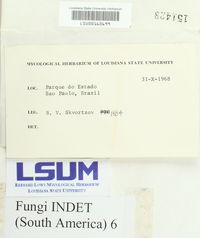 Louisiana State University Herbarium
151428
MYCOLOGICAL HERBARIUM OF LOUISIANA STATE UNIVERSITY
31-X-1968
LOC. Parque do Estado
Sao Paulo, Brazil
LEG. B. V. Skvortzov
DET.
LSUM
BERNARD LOWY MYCOLOGICAL HERBARIUM
LOUISIANA STATE UNIVERSITY
Fungi INDET
(South America) 6